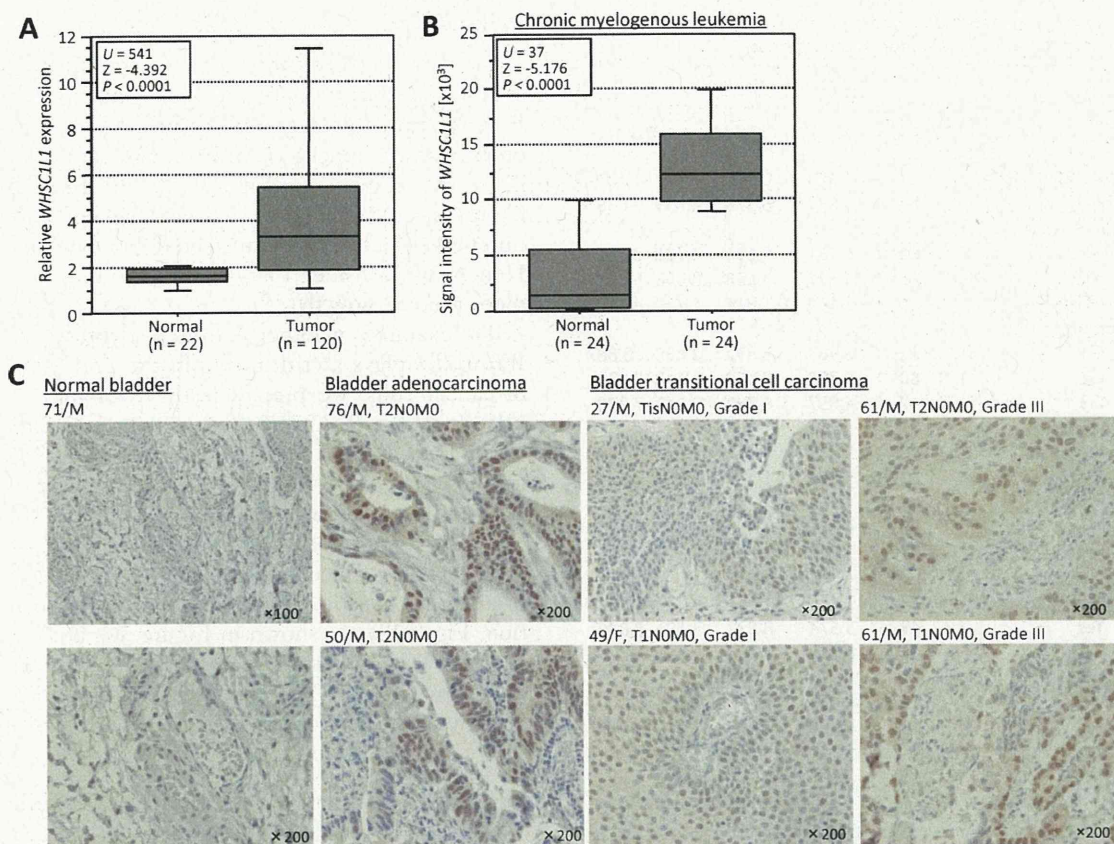 A
Relative WHSC1L1 expression
12
10
8
6
4
2
0
U = 541
Z = -4.392
P < 0.0001
Normal
(n = 22)
Tumor
(n = 120)
B
Chronic myelogenous leukemia
Signal intensity of WHSC1L1 [x10³]
25
20
15
10
5
0
U = 37
Z = -5.176
P < 0.0001
Normal
(n = 24)
Tumor
(n = 24)
C
Normal bladder
71/M
×100
×200
Bladder adenocarcinoma
76/M, T2N0M0
×200
50/M, T2N0M0
×200
Bladder transitional cell carcinoma
27/M, TisN0M0, Grade I
×200
61/M, T2N0M0, Grade III
×200
49/F, T1N0M0, Grade I
×200
61/M, T1N0M0, Grade III
×200